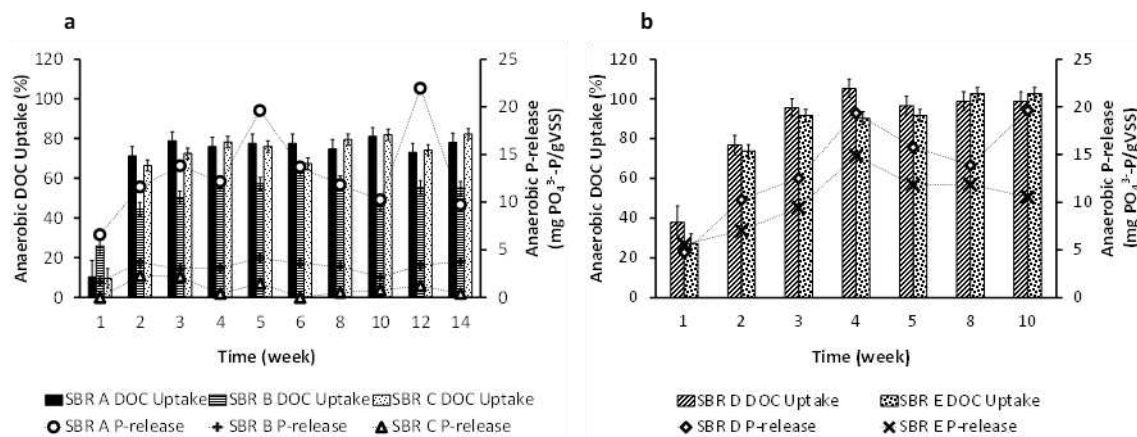 a
Anaerobic DOC Uptake (%)
120
100
80
60
40
20
0
25
20
15
10
5
0
Anaerobic P-release
(mg PO₄³⁻-P/gVSS)
1 2 3 4 5 6 8 10 12 14
Time (week)
SBR A DOC Uptake SBR B DOC Uptake SBR C DOC Uptake
SBR A P-release SBR B P-release SBR C P-release
b
Anaerobic DOC Uptake (%)
120
100
80
60
40
20
0
25
20
15
10
5
0
Anaerobic P-release
(mg PO₄³⁻-P/gVSS)
1 2 3 4 5 8 10
Time (week)
SBR D DOC Uptake SBR E DOC Uptake
SBR D P-release SBR E P-release